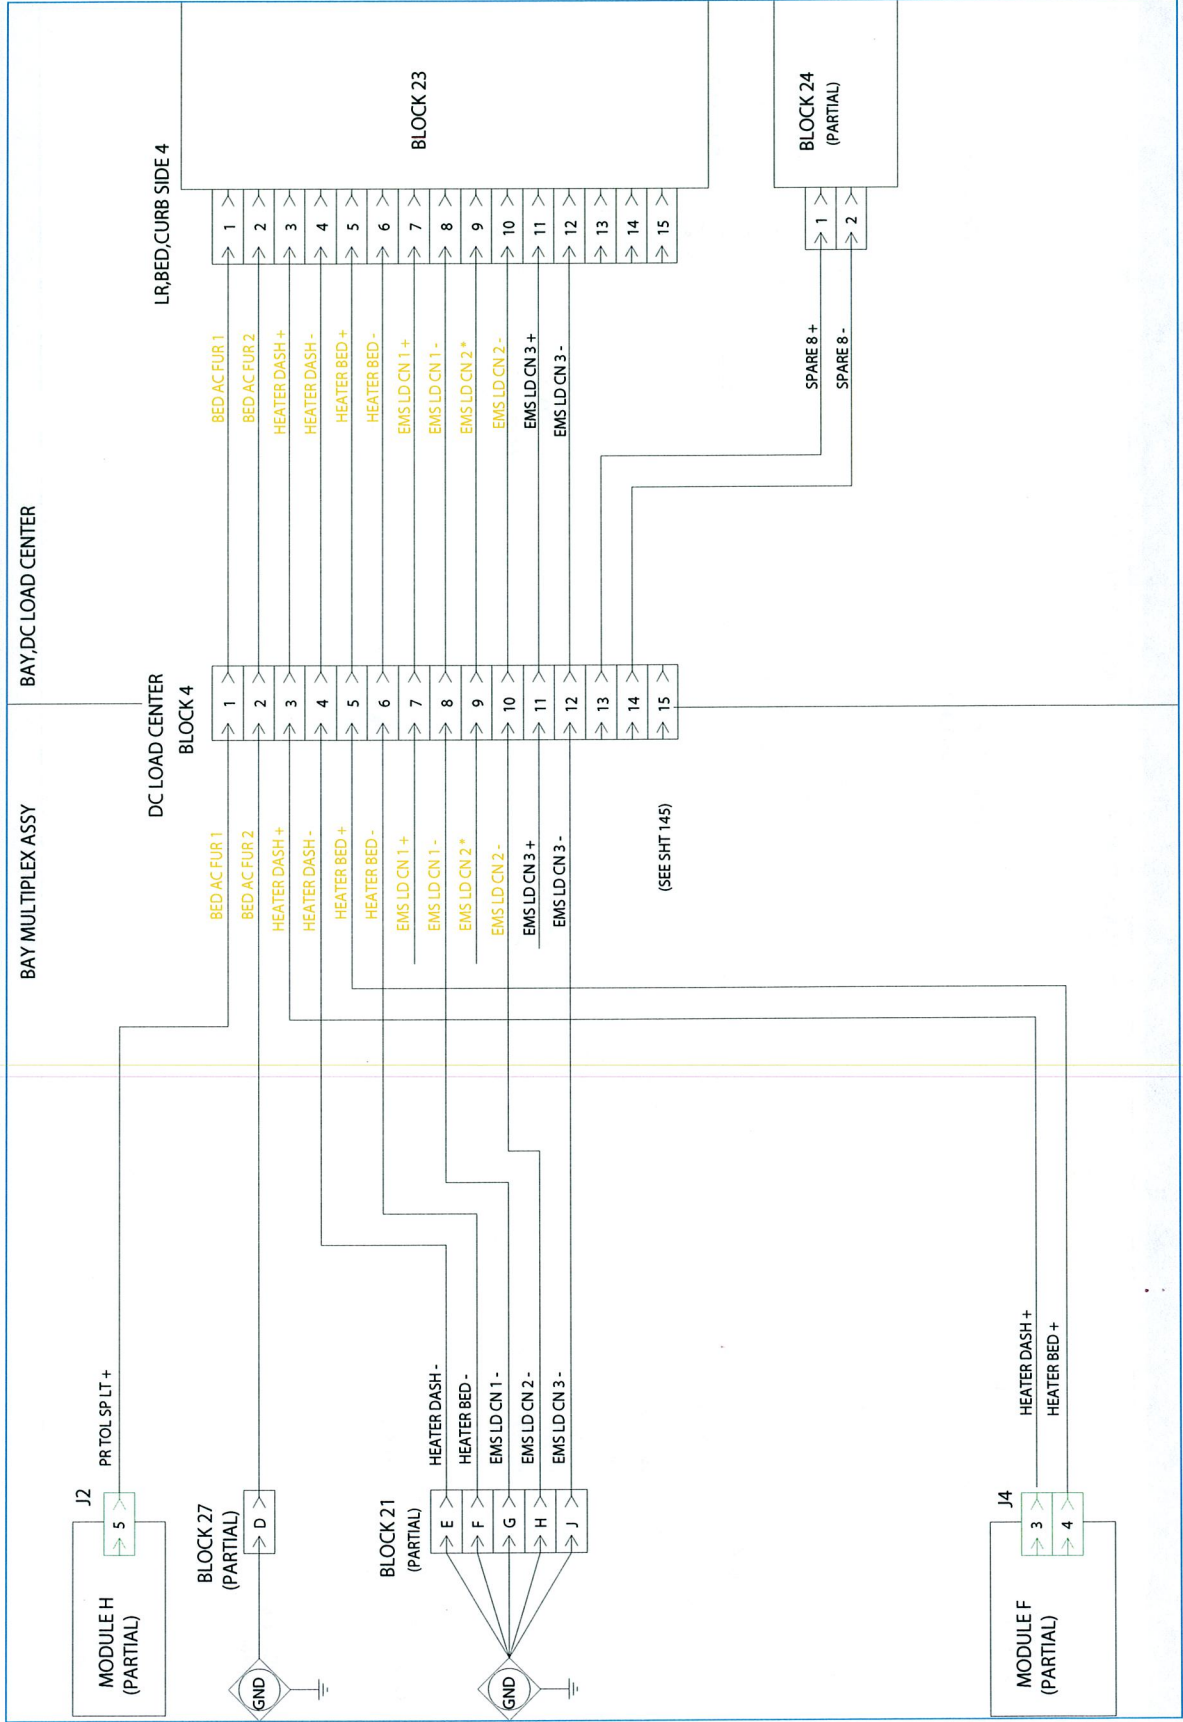 BAY MULTIPLEX ASSY
BAY,DC LOAD CENTER
MODULE H
(PARTIAL)
J2
5
PR TOL SP LT +
BLOCK 27
(PARTIAL)
GND
D
BLOCK 21
(PARTIAL)
GND
E
F
G
H
J
HEATER DASH -
HEATER BED -
EMS LD CN 1 -
EMS LD CN 2 -
EMS LD CN 3 -
MODULE F
(PARTIAL)
J4
3
4
HEATER DASH +
HEATER BED +
BED AC FUR 1
BED AC FUR 2
HEATER DASH +
HEATER DASH -
HEATER BED +
HEATER BED -
EMS LD CN 1 +
EMS LD CN 1 -
EMS LD CN 2 *
EMS LD CN 2 -
EMS LD CN 3 +
EMS LD CN 3 -
(SEE SHT 145)
DC LOAD CENTER
BLOCK 4
1
2
3
4
5
6
7
8
9
10
11
12
13
14
15
BED AC FUR 1
BED AC FUR 2
HEATER DASH +
HEATER DASH -
HEATER BED +
HEATER BED -
EMS LD CN 1 +
EMS LD CN 1 -
EMS LD CN 2 *
EMS LD CN 2 -
EMS LD CN 3 +
EMS LD CN 3 -
SPARE 8 +
SPARE 8 -
LR,BED,CURB SIDE 4
1
2
3
4
5
6
7
8
9
10
11
12
13
14
15
BLOCK 23
1
2
BLOCK 24
(PARTIAL)